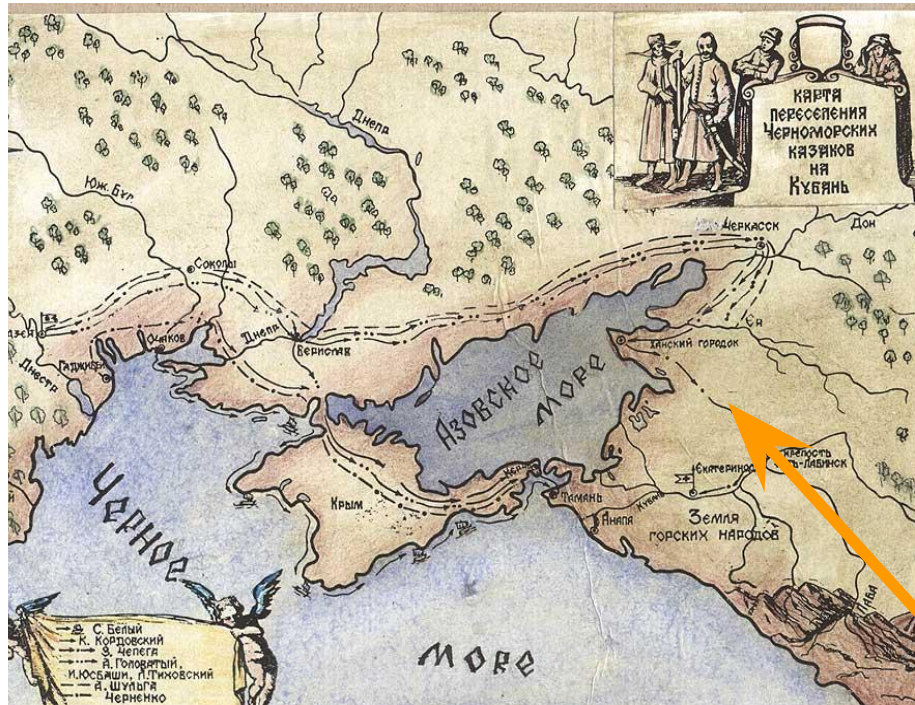 КАРТА
ПЕРЕСЕЛЕНИЯ
ЧЕРНОМОРСКИХ
КАЗАКОВ
НА
КУБАНЬ
ДНЕПР
ЮЖ. БУГ
ЧЕРКАССК
ДОН
СОКОЛЫ
ЕЯ
ОЧАКОВ
ДНЕПР
БЕРИСЛАВ
ХАНСКИЙ ГОРОДОК
ДНЕСТР
АЗОВСКОЕ
МОРЕ
КРЫМ
ТАМАНЬ
КУБАНЬ
АНАПА
ЗЕМЛЯ
ГОРСКИХ НАРОДОВ
ЛАБА
ЧЕРНОЕ
МОРЕ
С. БЕЛЫЙ
К. КОРДОВСКИЙ
З. ЧЕПЕГА
А. ГОЛОВАТЫЙ,
И.ЮСБАШИ, Л.ТИХОВСКИЙ
А. ШУЛЬГА
ЧЕРНЕНКО